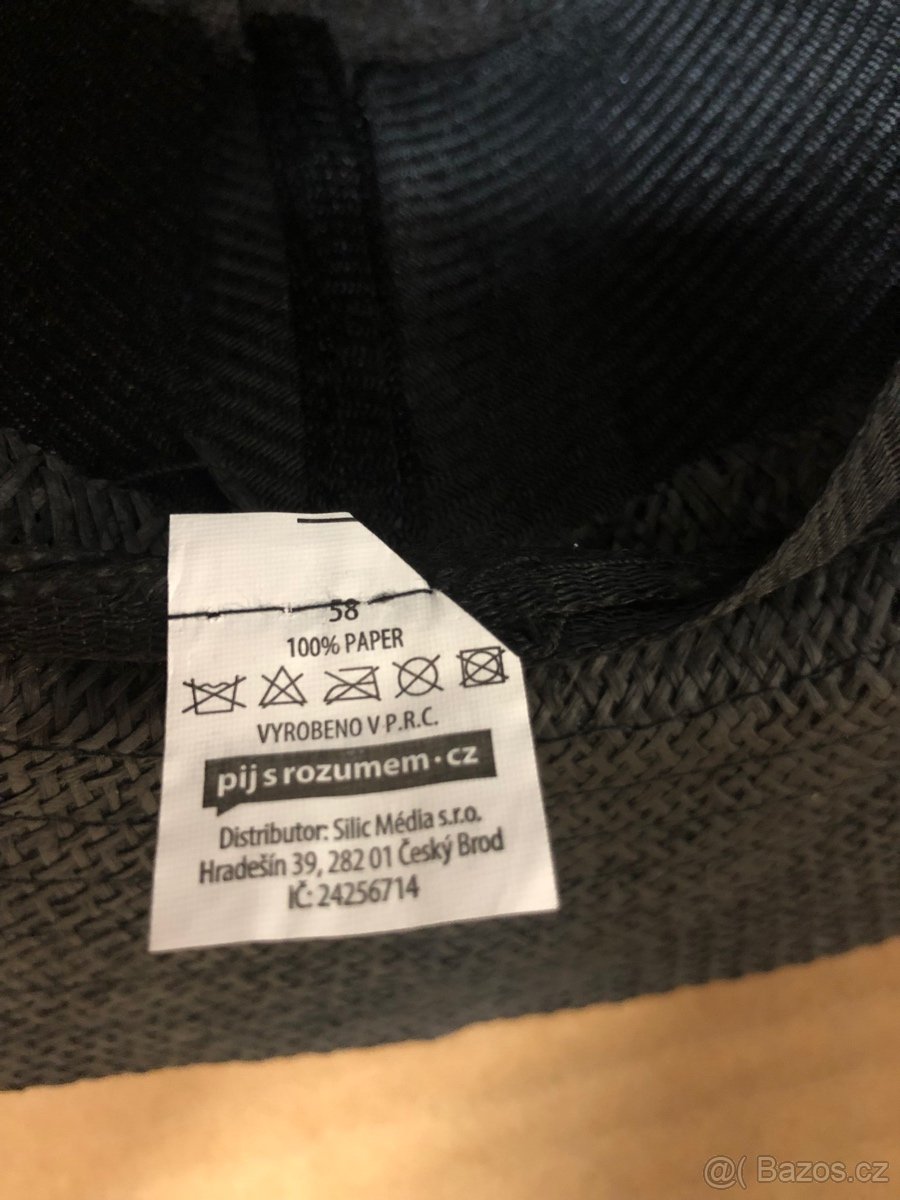 58
100% PAPER
VYROBENO V P.R.C.
pij s rozumem.cz
Distributor: Silic Média s.r.o.
Hradešín 39, 282 01 Český Brod
IČ: 24256714
@( Bazos.cz